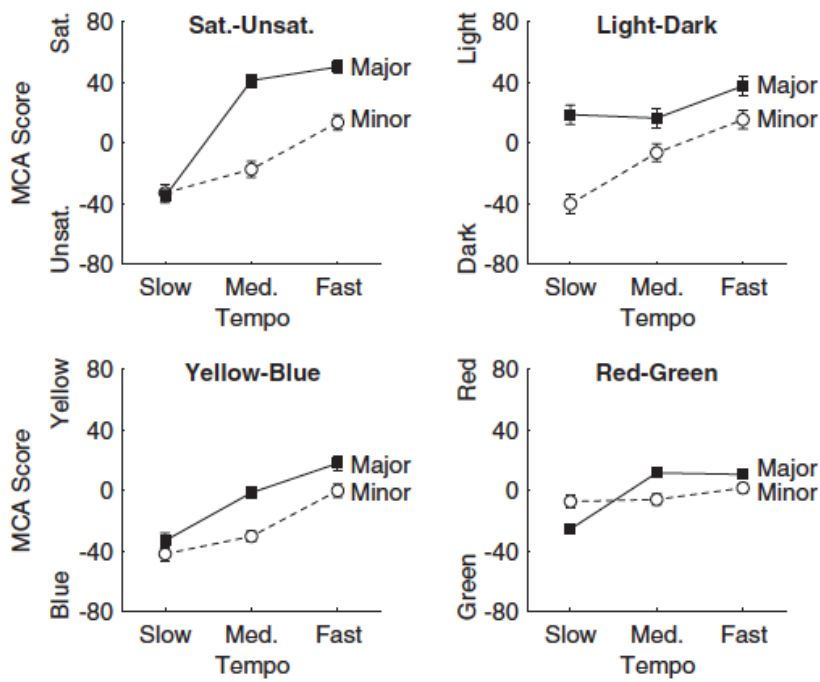 Sat.-Unsat.
MCA Score
Unsat.
Sat.
80
40
0
-40
-80
Major
Minor
Slow Med. Fast
Tempo
Light-Dark
Dark
Light
80
40
0
-40
-80
Major
Minor
Slow Med. Fast
Tempo
Yellow-Blue
MCA Score
Blue
Yellow
80
40
0
-40
-80
Major
Minor
Slow Med. Fast
Tempo
Red-Green
Green
Red
80
40
0
-40
-80
Major
Minor
Slow Med. Fast
Tempo